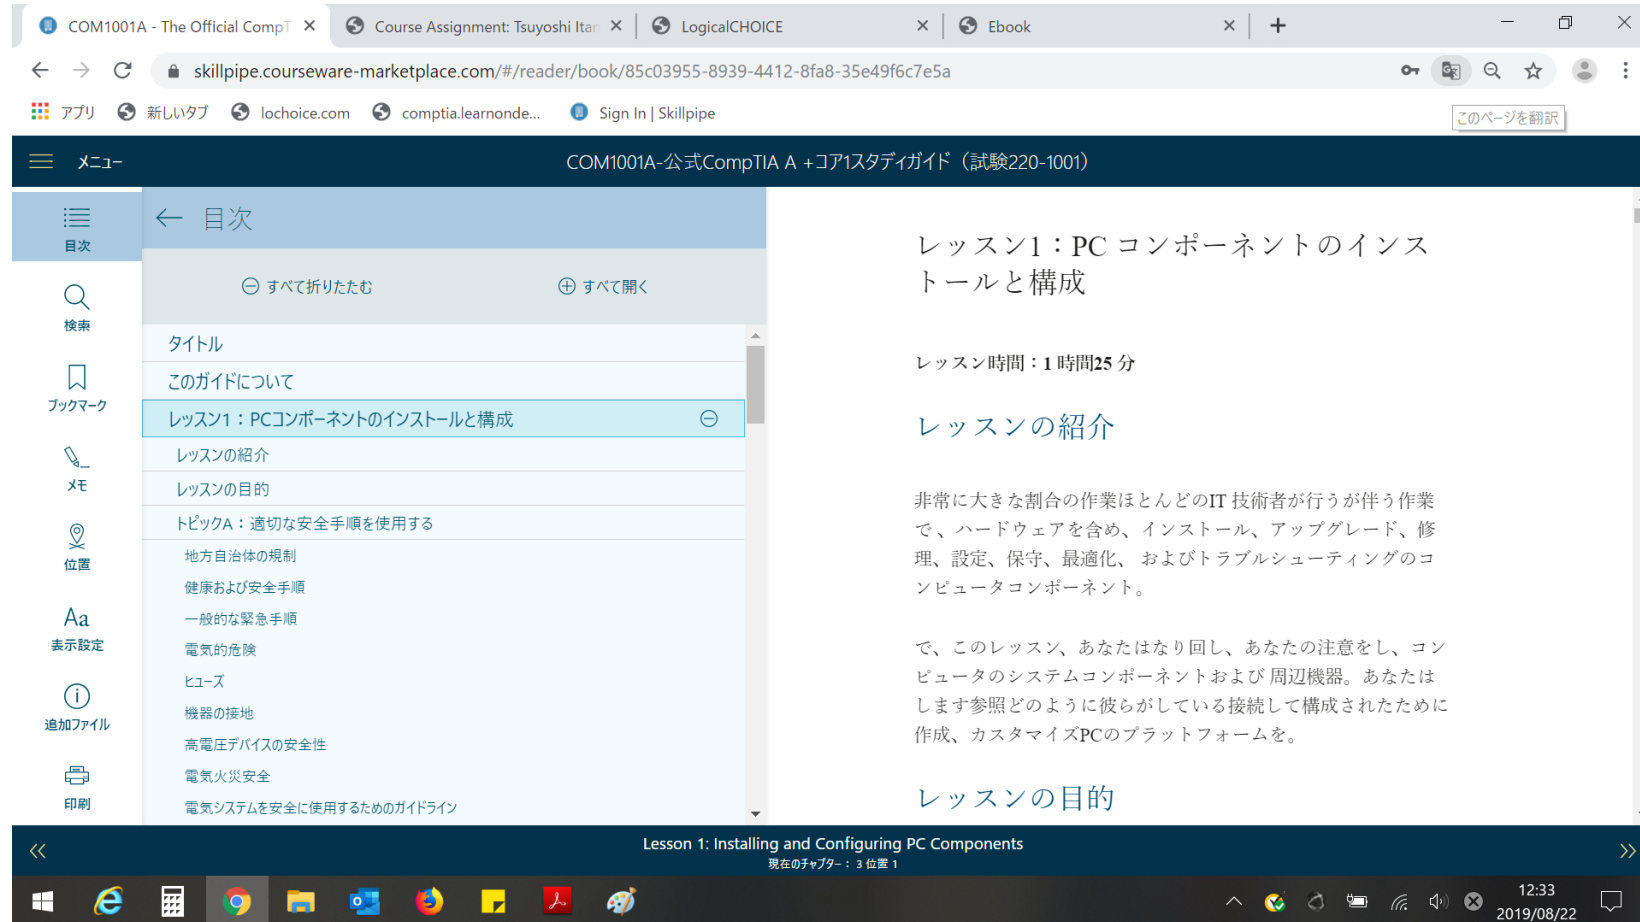 COM1001A - The Official CompT
Course Assignment: Tsuyoshi Itan
LogicalCHOICE
Ebook
skillpipe.courseware-marketplace.com/#/reader/book/85c03955-8939-4412-8fa8-35e49f6c7e5a
アプリ
新しいタブ
lochoice.com
comptia.learnonde...
Sign In | Skillpipe
このページを翻訳
メニュー
COM1001A-公式CompTIA A +コア1スタディガイド（試験220-1001）
目次
検索
ブックマーク
メモ
位置
Aa
表示設定
追加ファイル
印刷
目次
すべて折りたたむ
すべて開く
タイトル
このガイドについて
レッスン1：PCコンポーネントのインストールと構成
レッスンの紹介
レッスンの目的
トピックA：適切な安全手順を使用する
地方自治体の規制
健康および安全手順
一般的な緊急手順
電気的危険
ヒューズ
機器の接地
高電圧デバイスの安全性
電気火災安全
電気システムを安全に使用するためのガイドライン
レッスン1：PC コンポーネントのインス
トールと構成
レッスン時間：1 時間25 分
レッスンの紹介
非常に大きな割合の作業ほとんどのIT 技術者が行うが伴う作業
で 、ハードウェアを含め、インストール、アップグレード、修
理、設定、保守、最適化、 およびトラブルシューティングのコ
ンピュータコンポーネント。
で、このレッスン、あなたはなり回し、あなたの注意をし、コン
ピュータのシステムコンポーネントおよび 周辺機器。あなたは
します参照どのように彼らがしている接続して構成されたために
作成、カスタマイズPCのプラットフォームを。
レッスンの目的
Lesson 1: Installing and Configuring PC Components
現在のチャプター： 3 位置 1
12:33
2019/08/22